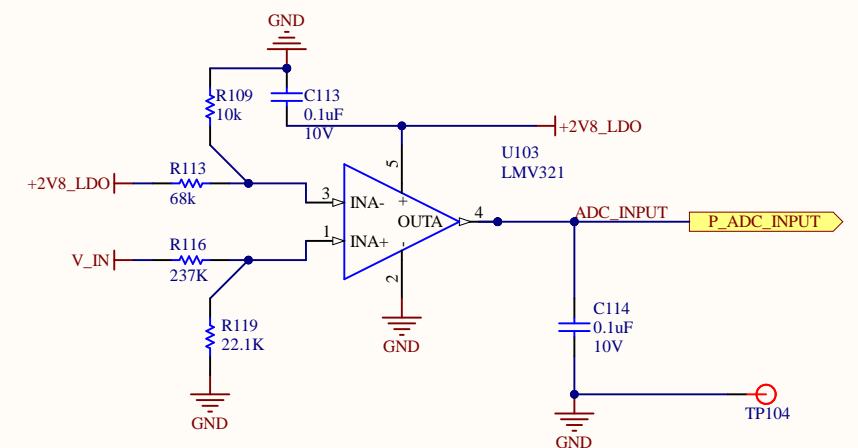 GND
R109
10k
C113
0.1uF
10V
+2V8_LDO
U103
LMV321
5
R113
+2V8_LDO
68k
3
INA-
+
OUTA
4
ADC_INPUT
P_ADC_INPUT
1
INA+
-
R116
V_IN
237K
2
C114
0.1uF
10V
R119
22.1K
GND
GND
TP104
GND